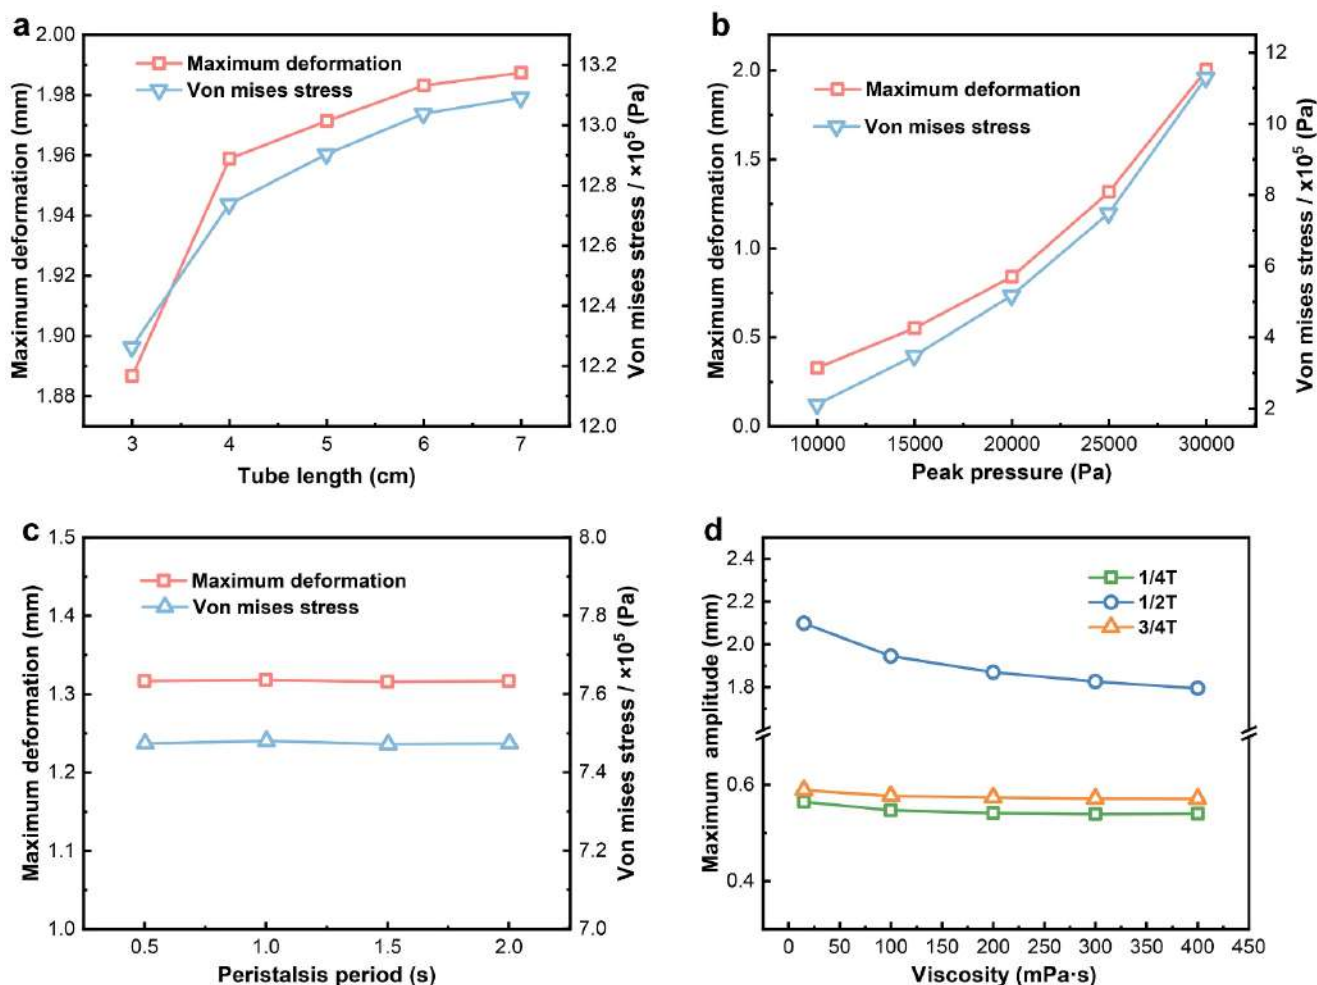 a
Maximum deformation
Von mises stress
Maximum deformation (mm)
2.00
1.98
1.96
1.94
1.92
1.90
1.88
13.2
13.0
12.8
12.6
12.4
12.2
12.0
Von mises stress / ×10⁵ (Pa)
3 4 5 6 7
Tube length (cm)
b
Maximum deformation
Von mises stress
Maximum deformation (mm)
2.0
1.5
1.0
0.5
0.0
12
10
8
6
4
2
Von mises stress / x10⁵ (Pa)
10000 15000 20000 25000 30000
Peak pressure (Pa)
c
Maximum deformation
Von mises stress
Maximum deformation (mm)
1.5
1.4
1.3
1.2
1.1
1.0
8.0
7.8
7.6
7.4
7.2
7.0
Von mises stress / ×10⁵ (Pa)
0.5 1.0 1.5 2.0
Peristalsis period (s)
d
1/4T
1/2T
3/4T
Maximum amplitude (mm)
2.4
2.2
2.0
1.8
0.6
0.4
0 50 100 150 200 250 300 350 400 450
Viscosity (mPa·s)